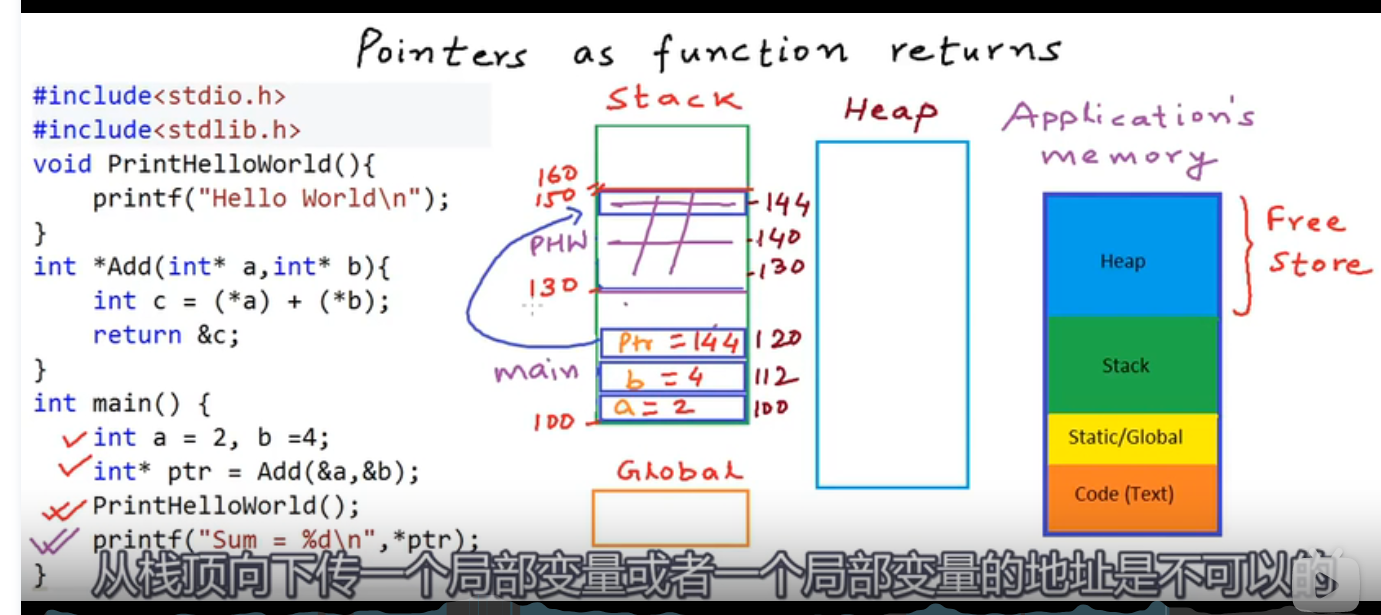 Pointers as function returns
#include<stdio.h>
#include<stdlib.h>
void PrintHelloWorld(){
printf("Hello World\n");
}
int *Add(int* a,int* b){
int c = (*a) + (*b);
return &c;
}
int main() {
int a = 2, b =4;
int* ptr = Add(&a,&b);
PrintHelloWorld();
printf("Sum = %d\n",*ptr);
}
Stack
160
150
144
PHW
140
130
130
Ptr = 144
120
main
b = 4
112
a = 2
100
100
Global
Heap
Application's
memory
Heap
Stack
Static/Global
Code (Text)
Free
Store
从栈顶向下传一个局部变量或者一个局部变量的地址是不可以的